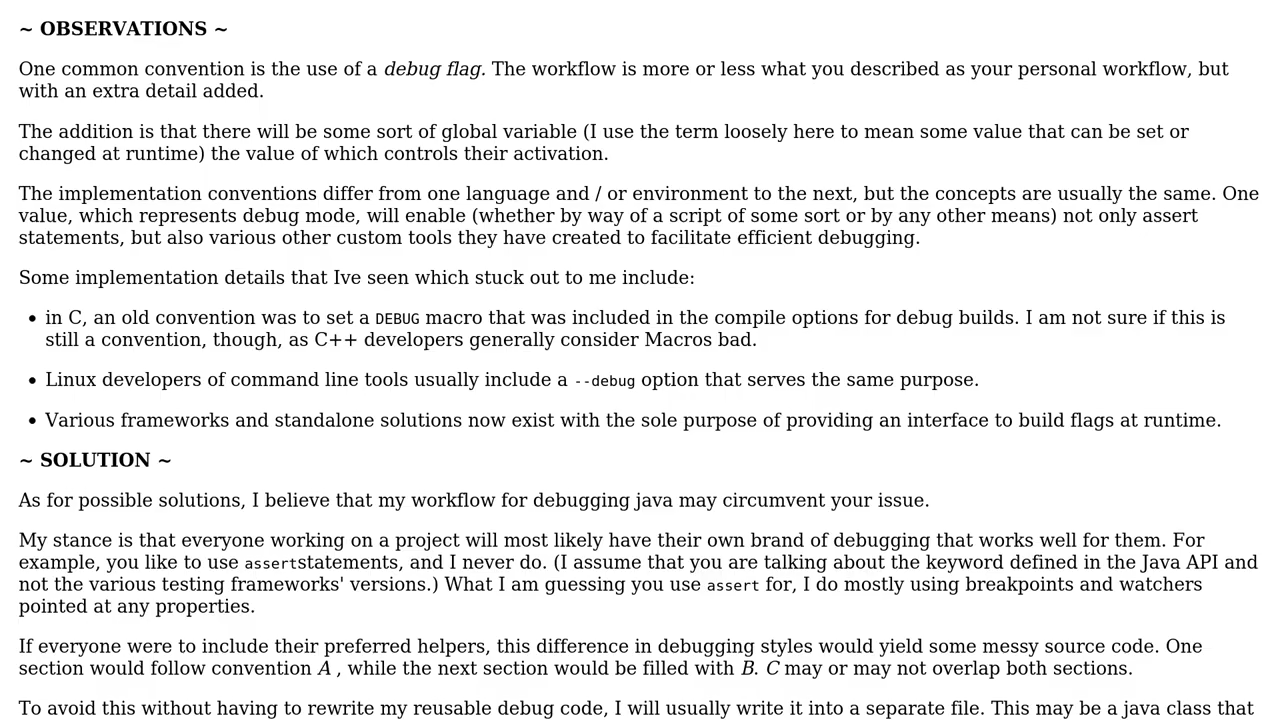 ~ OBSERVATIONS ~
One common convention is the use of a debug flag. The workflow is more or less what you described as your personal workflow, but
with an extra detail added.
The addition is that there will be some sort of global variable (I use the term loosely here to mean some value that can be set or
changed at runtime) the value of which controls their activation.
The implementation conventions differ from one language and / or environment to the next, but the concepts are usually the same. One
value, which represents debug mode, will enable (whether by way of a script of some sort or by any other means) not only assert
statements, but also various other custom tools they have created to facilitate efficient debugging.
Some implementation details that Ive seen which stuck out to me include:
• in C, an old convention was to set a DEBUG macro that was included in the compile options for debug builds. I am not sure if this is
still a convention, though, as C++ developers generally consider Macros bad.
• Linux developers of command line tools usually include a --debug option that serves the same purpose.
• Various frameworks and standalone solutions now exist with the sole purpose of providing an interface to build flags at runtime.
~ SOLUTION ~
As for possible solutions, I believe that my workflow for debugging java may circumvent your issue.
My stance is that everyone working on a project will most likely have their own brand of debugging that works well for them. For
example, you like to use assertstatements, and I never do. (I assume that you are talking about the keyword defined in the Java API and
not the various testing frameworks' versions.) What I am guessing you use assert for, I do mostly using breakpoints and watchers
pointed at any properties.
If everyone were to include their preferred helpers, this difference in debugging styles would yield some messy source code. One
section would follow convention A , while the next section would be filled with B. C may or may not overlap both sections.
To avoid this without having to rewrite my reusable debug code, I will usually write it into a separate file. This may be a java class that